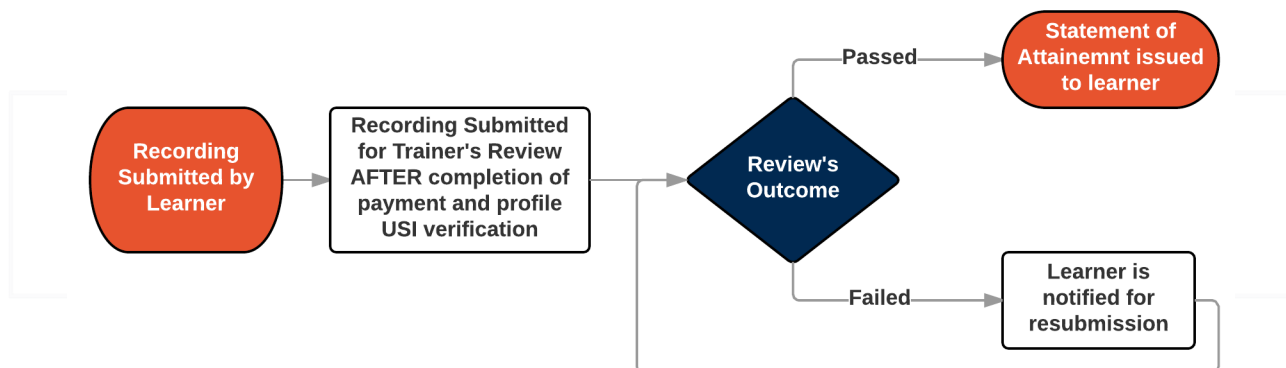 Recording
Submitted by
Learner
Recording Submitted
for Trainer's Review
AFTER completion of
payment and profile
USI verification
Review's
Outcome
Passed
Statement of
Attainemnt issued
to learner
Failed
Learner is
notified for
resubmission